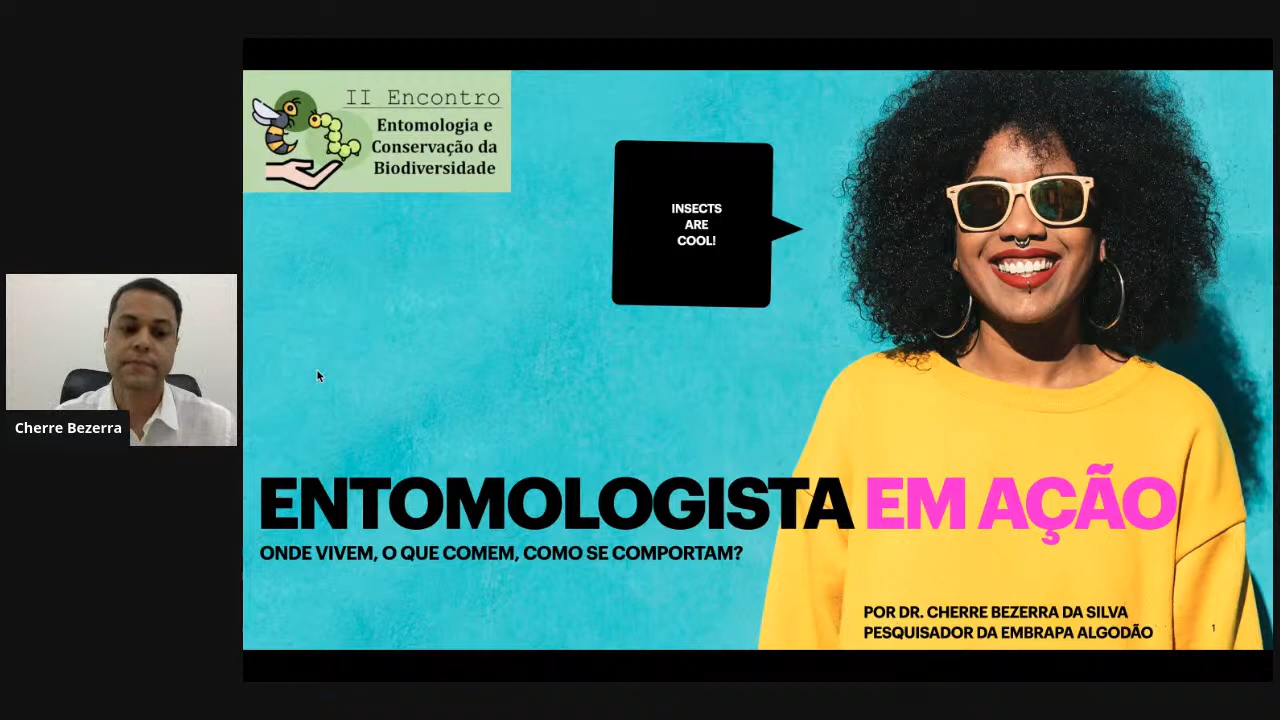 II Encontro
Entomologia e
Conservação da
Biodiversidade
INSECTS
ARE
COOL!
Cherre Bezerra
ENTOMOLOGISTA EM AÇÃO
ONDE VIVEM, O QUE COMEM, COMO SE COMPORTAM?
POR DR. CHERRE BEZERRA DA SILVA
PESQUISADOR DA EMBRAPA ALGODÃO
1